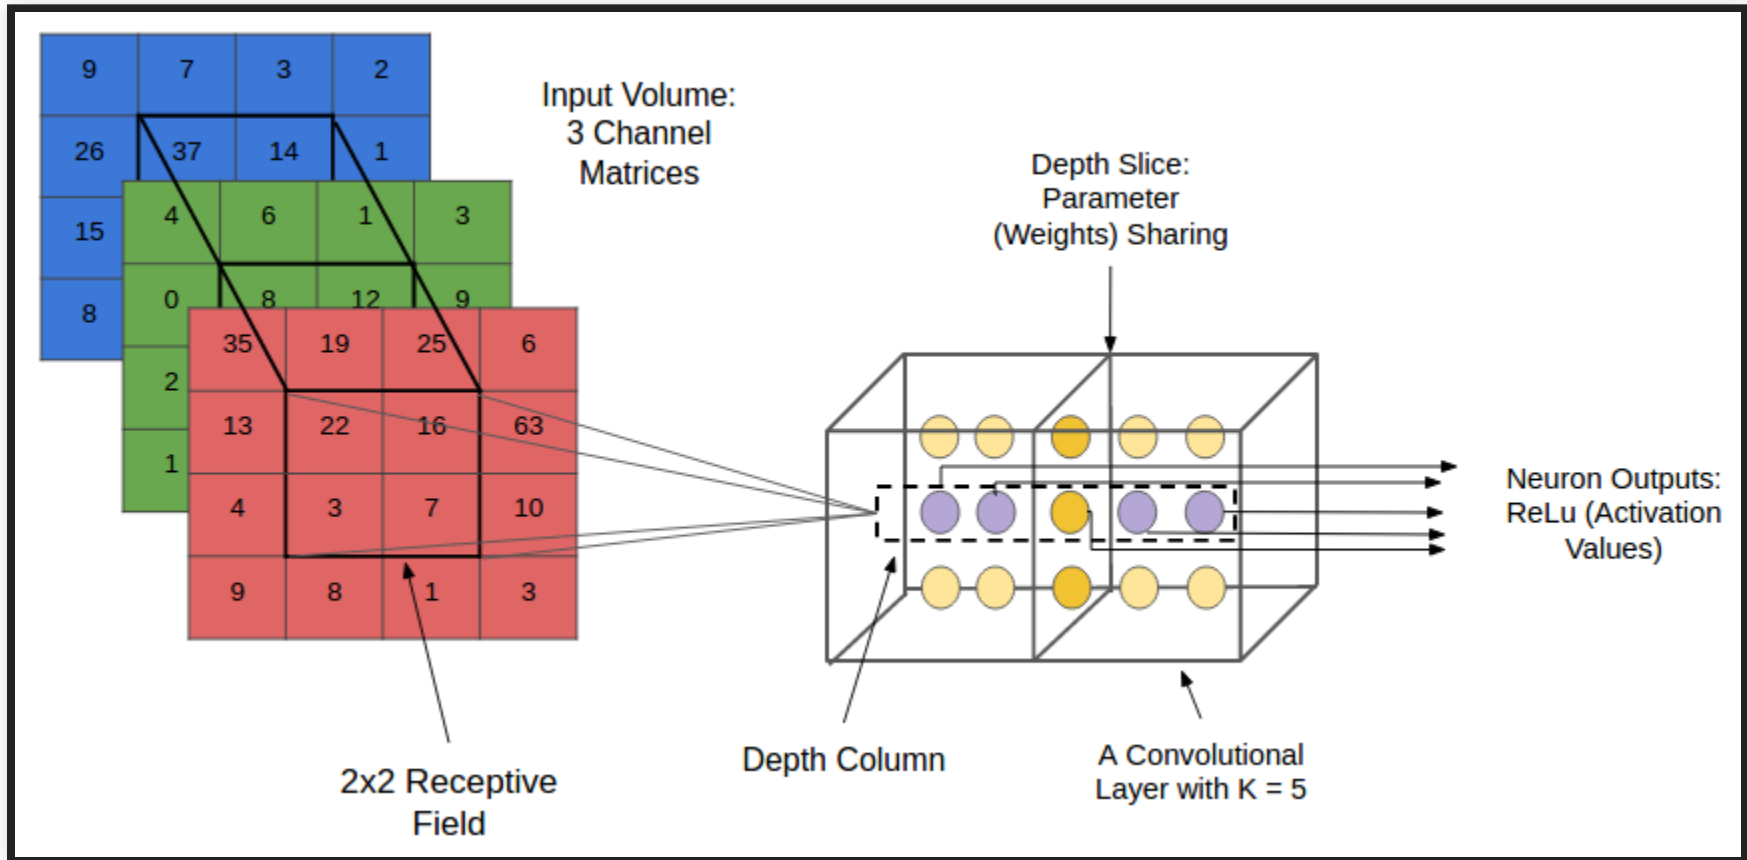 9 7 3 2
26 37 14 1
15
8
4 6 1 3
0 8 12 9
2
1
35 19 25 6
13 22 16 63
4 3 7 10
9 8 1 3
Input Volume:
3 Channel
Matrices
2x2 Receptive
Field
Depth Slice:
Parameter
(Weights) Sharing
Depth Column
A Convolutional
Layer with K = 5
Neuron Outputs:
ReLu (Activation
Values)